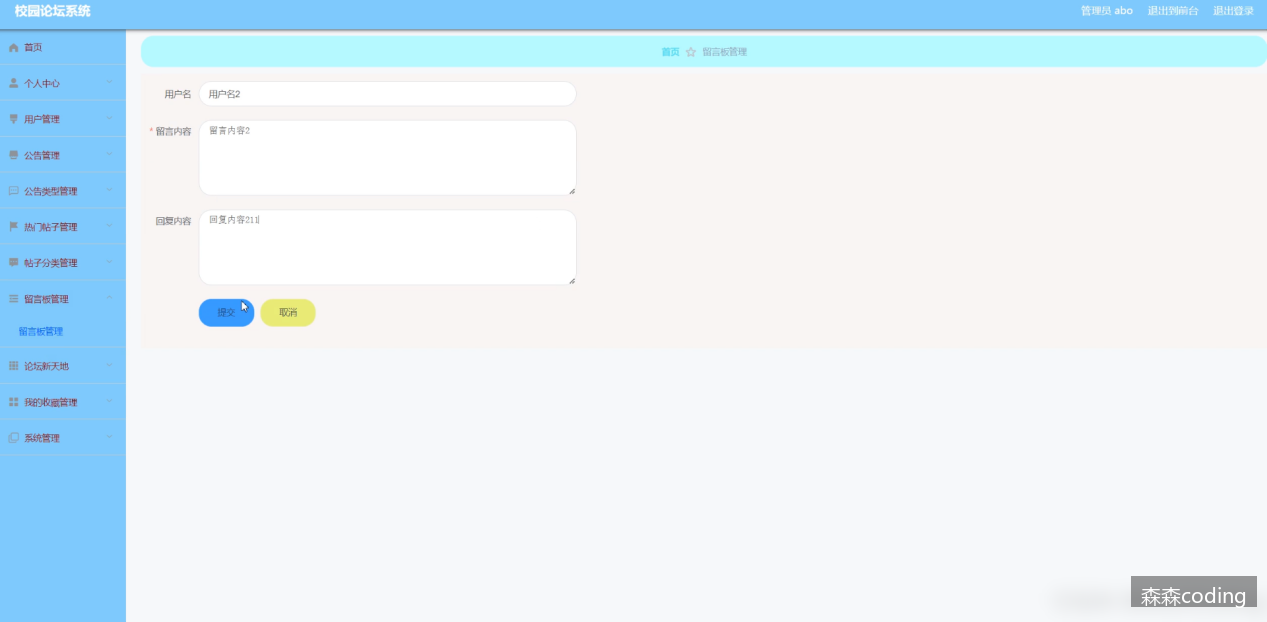 校园论坛系统
管理员 abo 退出到前台 退出登录
首页
个人中心
用户管理
公告管理
公告类型管理
热门帖子管理
帖子分类管理
留言板管理
留言板管理
论坛新天地
我的收藏管理
系统管理
首页 留言板管理
用户名 用户名2
* 留言内容 留言内容2
回复内容 回复内容211
提交 取消
森森coding